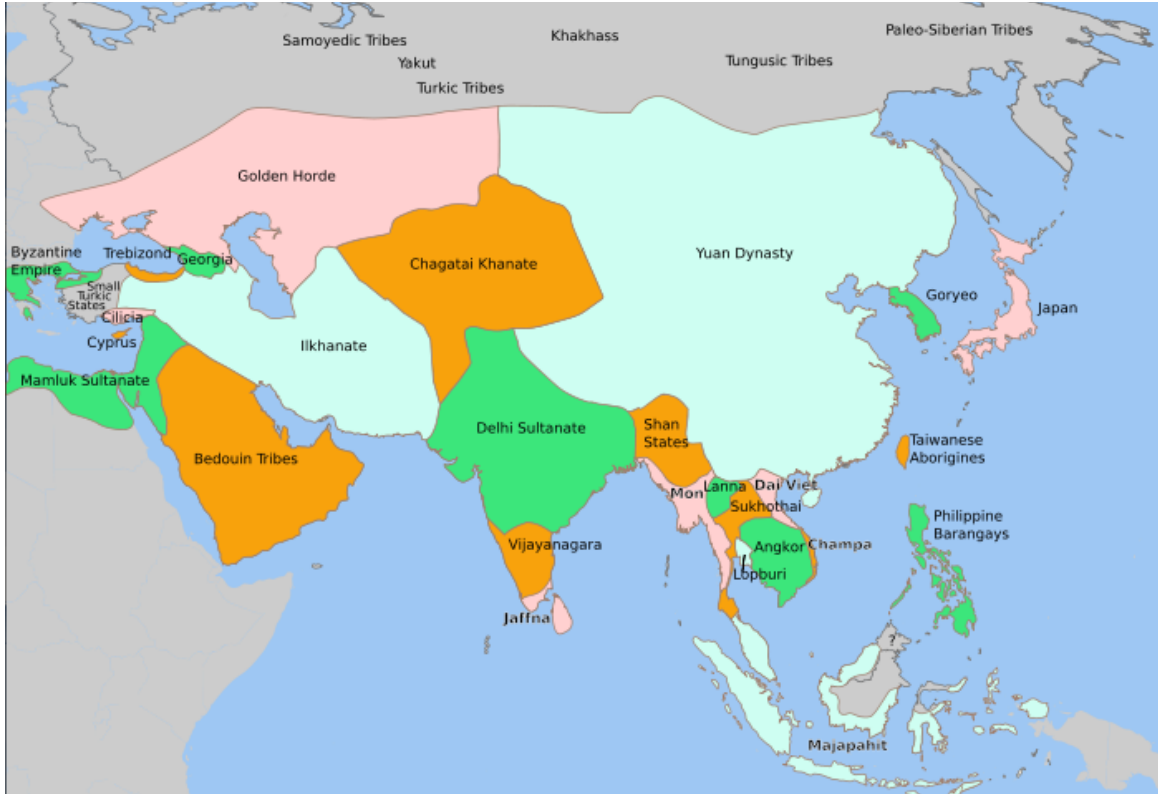 Samoyedic Tribes
Khakhass
Paleo-Siberian Tribes
Yakut
Tungusic Tribes
Turkic Tribes
Golden Horde
Byzantine
Empire
Trebizond
Georgia
Chagatai Khanate
Yuan Dynasty
Small
Turkic
States
Goryeo
Japan
Cilicia
Cyprus
Ilkhanate
Mamluk Sultanate
Bedouin Tribes
Delhi Sultanate
Shan
States
Taiwanese
Aborigines
Mon
Lanna
Dai Viet
Sukhothai
Philippine
Barangays
Vijayanagara
Angkor
Champa
Lopburi
Jaffna
?
Majapahit